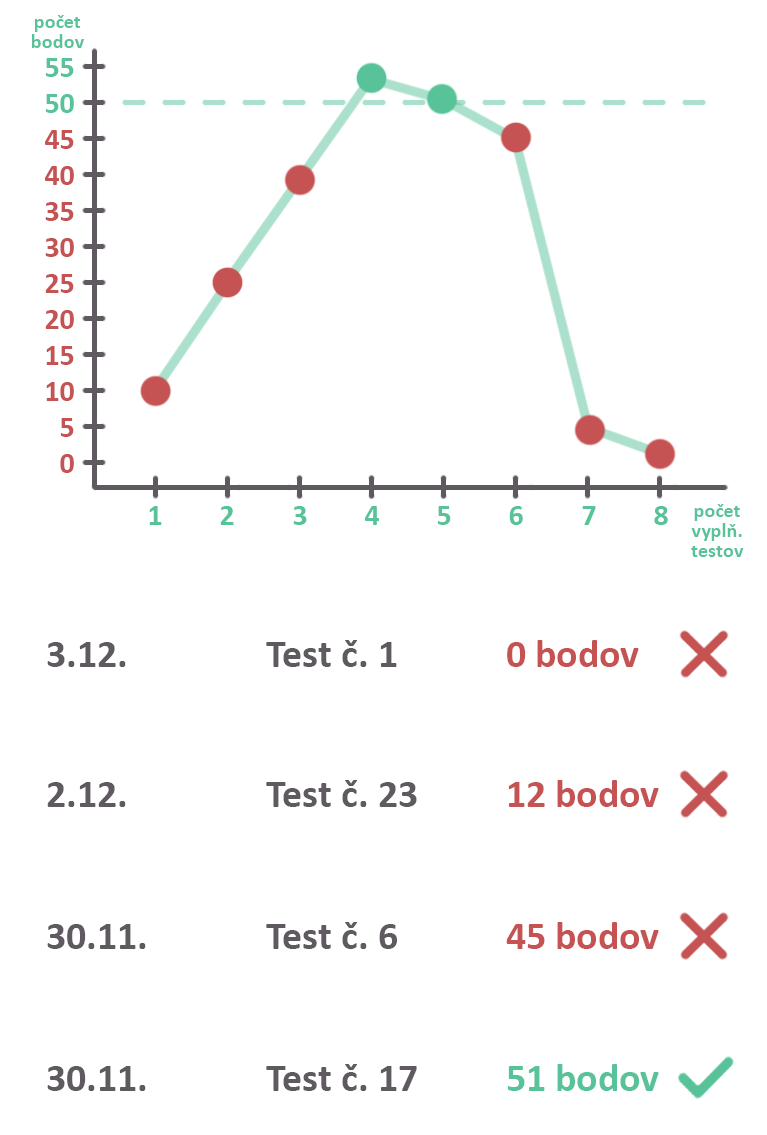 počet
bodov
55
50
45
40
35
30
25
20
15
10
5
0
1 2 3 4 5 6 7 8
počet
vyplň.
testov
3.12. Test č. 1 0 bodov
2.12. Test č. 23 12 bodov
30.11. Test č. 6 45 bodov
30.11. Test č. 17 51 bodov